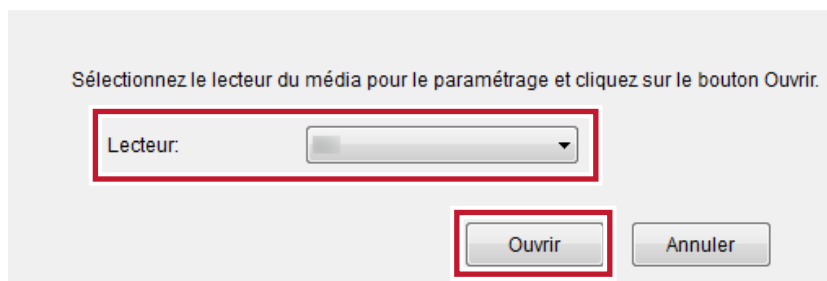 Sélectionnez le lecteur du média pour le paramétrage et cliquez sur le bouton Ouvrir.
Lecteur:
Ouvrir Annuler